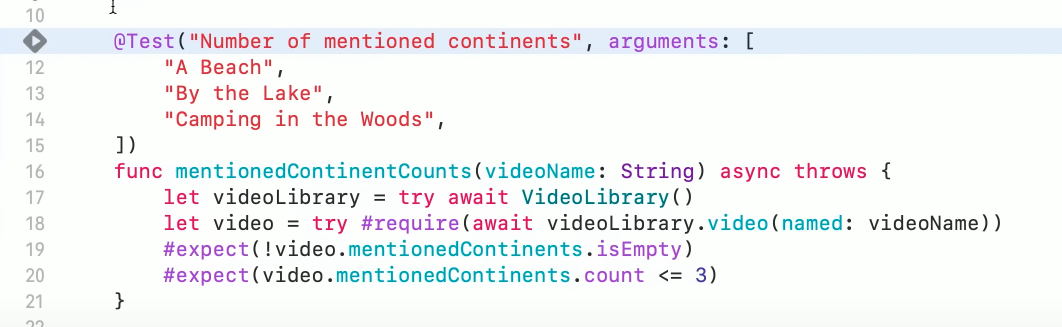 10
@Test("Number of mentioned continents", arguments: [
12 "A Beach",
13 "By the Lake",
14 "Camping in the Woods",
15 ])
16 func mentionedContinentCounts(videoName: String) async throws {
17 let videoLibrary = try await VideoLibrary()
18 let video = try #require(await videoLibrary.video(named: videoName))
19 #expect(!video.mentionedContinents.isEmpty)
20 #expect(video.mentionedContinents.count <= 3)
21 }
22